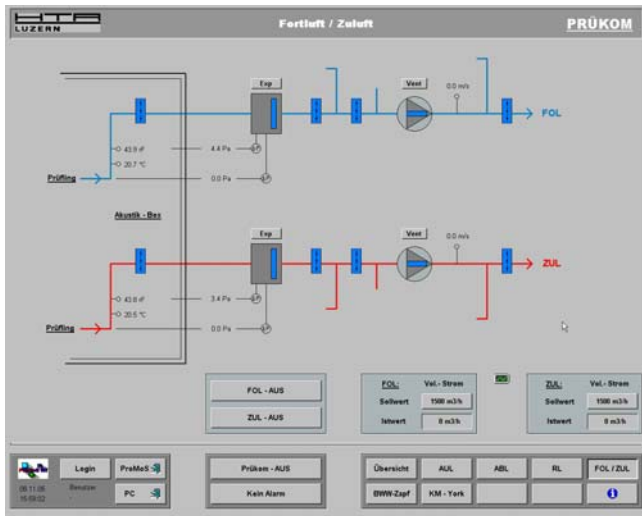 HTA
LUZERN
Fortluft / Zuluft
PRÜKOM
Exp
Vent
0.0 m/s
FOL
43.9 rF
4.4 Pa
20.7 °C
Prüfling
0.0 Pa
Akustik - Box
Exp
Vent
0.0 m/s
ZUL
43.8 rF
3.4 Pa
20.5 °C
Prüfling
0.0 Pa
FOL - AUS
ZUL - AUS
FOL: Vol.- Strom
Sollwert 1500 m3/h
Istwert 0 m3/h
ZUL: Vol.- Strom
Sollwert 1500 m3/h
Istwert 0 m3/h
Login
ProMoS
Benutzer
-
PC
Prükom - AUS
Kein Alarm
Übersicht
AUL
ABL
RL
FOL / ZUL
BWW-Zapf
KM - York